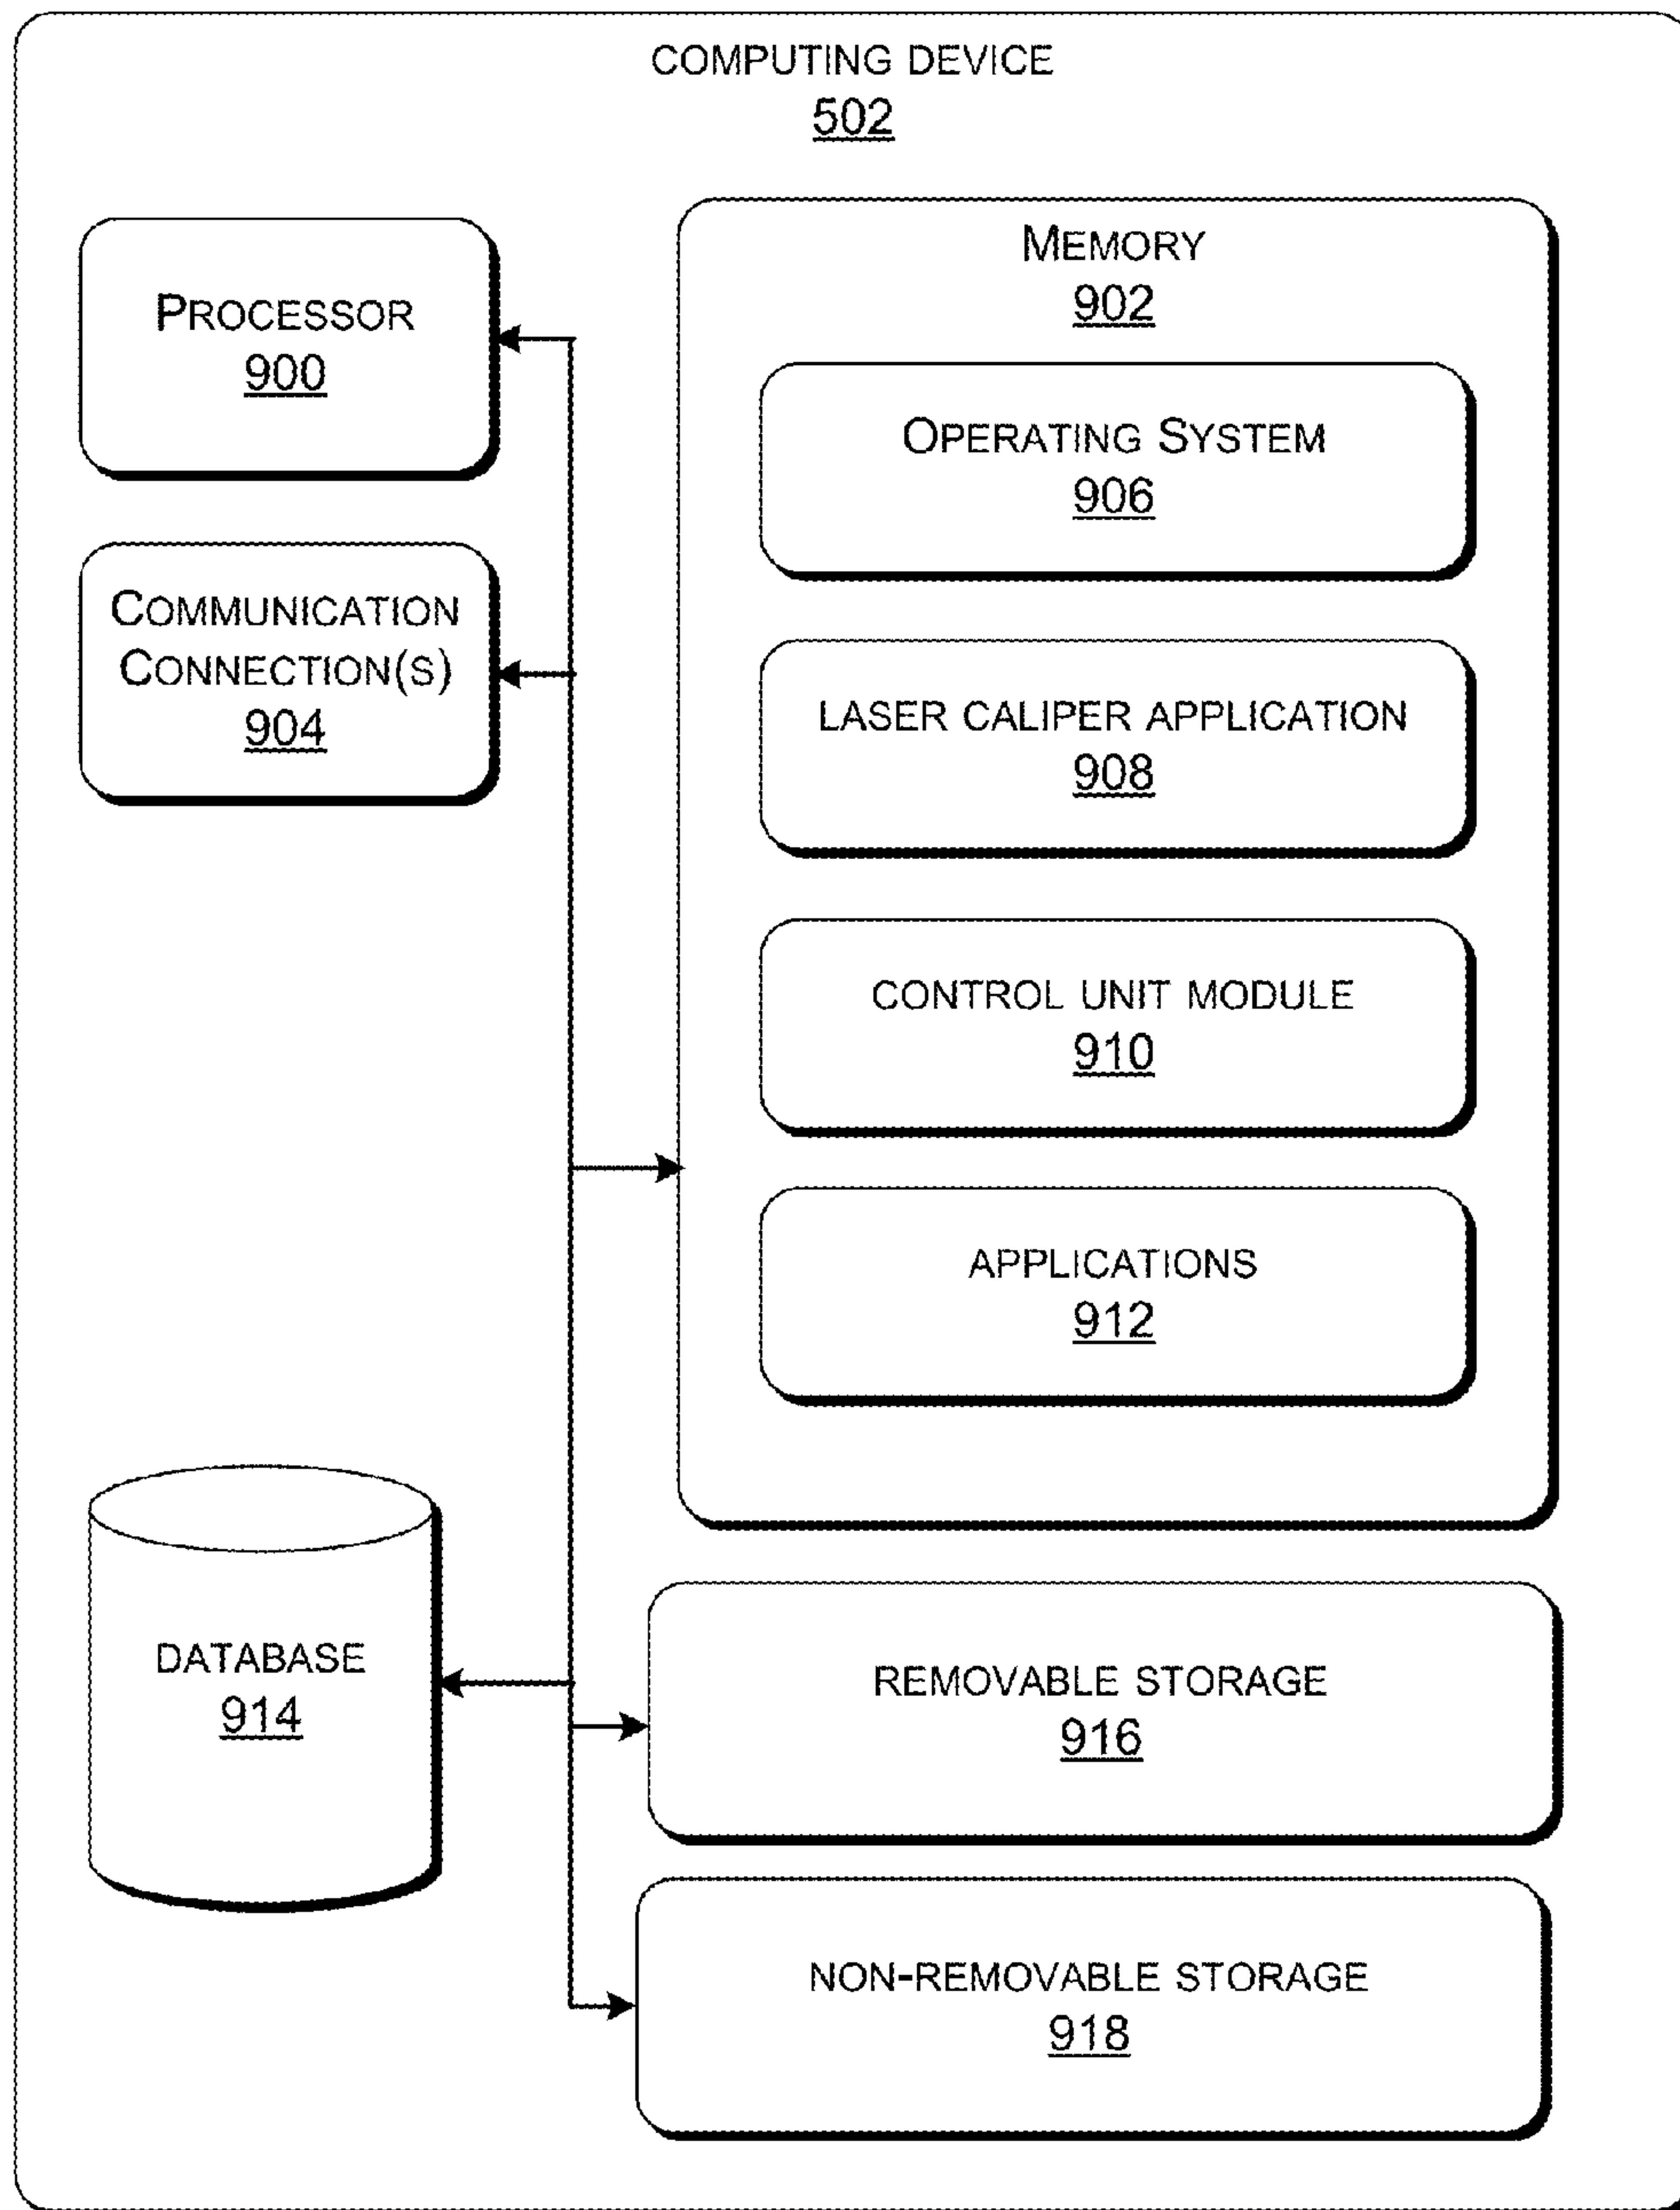 COMPUTING DEVICE
502
PROCESSOR
900
COMMUNICATION
CONNECTION(S)
904
MEMORY
902
OPERATING SYSTEM
906
LASER CALIPER APPLICATION
908
CONTROL UNIT MODULE
910
APPLICATIONS
912
DATABASE
914
REMOVABLE STORAGE
916
NON-REMOVABLE STORAGE
918